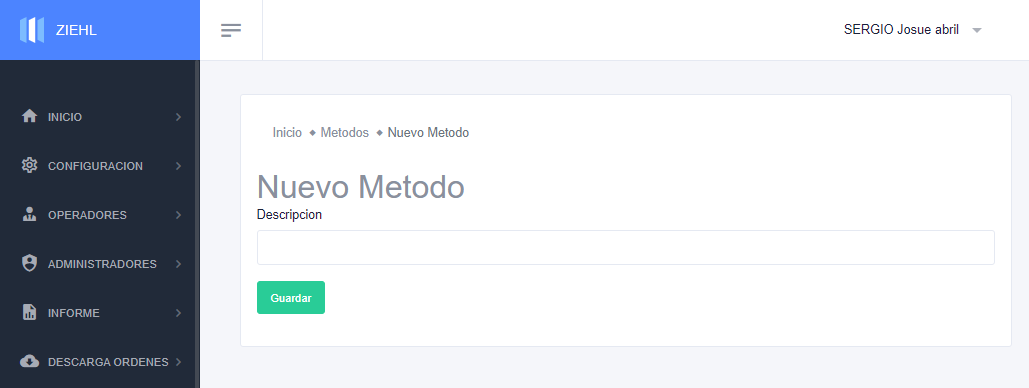 ZIEHL
SERGIO Josue abril
INICIO
CONFIGURACION
OPERADORES
ADMINISTRADORES
INFORME
DESCARGA ORDENES
Inicio Metodos Nuevo Metodo
Nuevo Metodo
Descripcion
Guardar